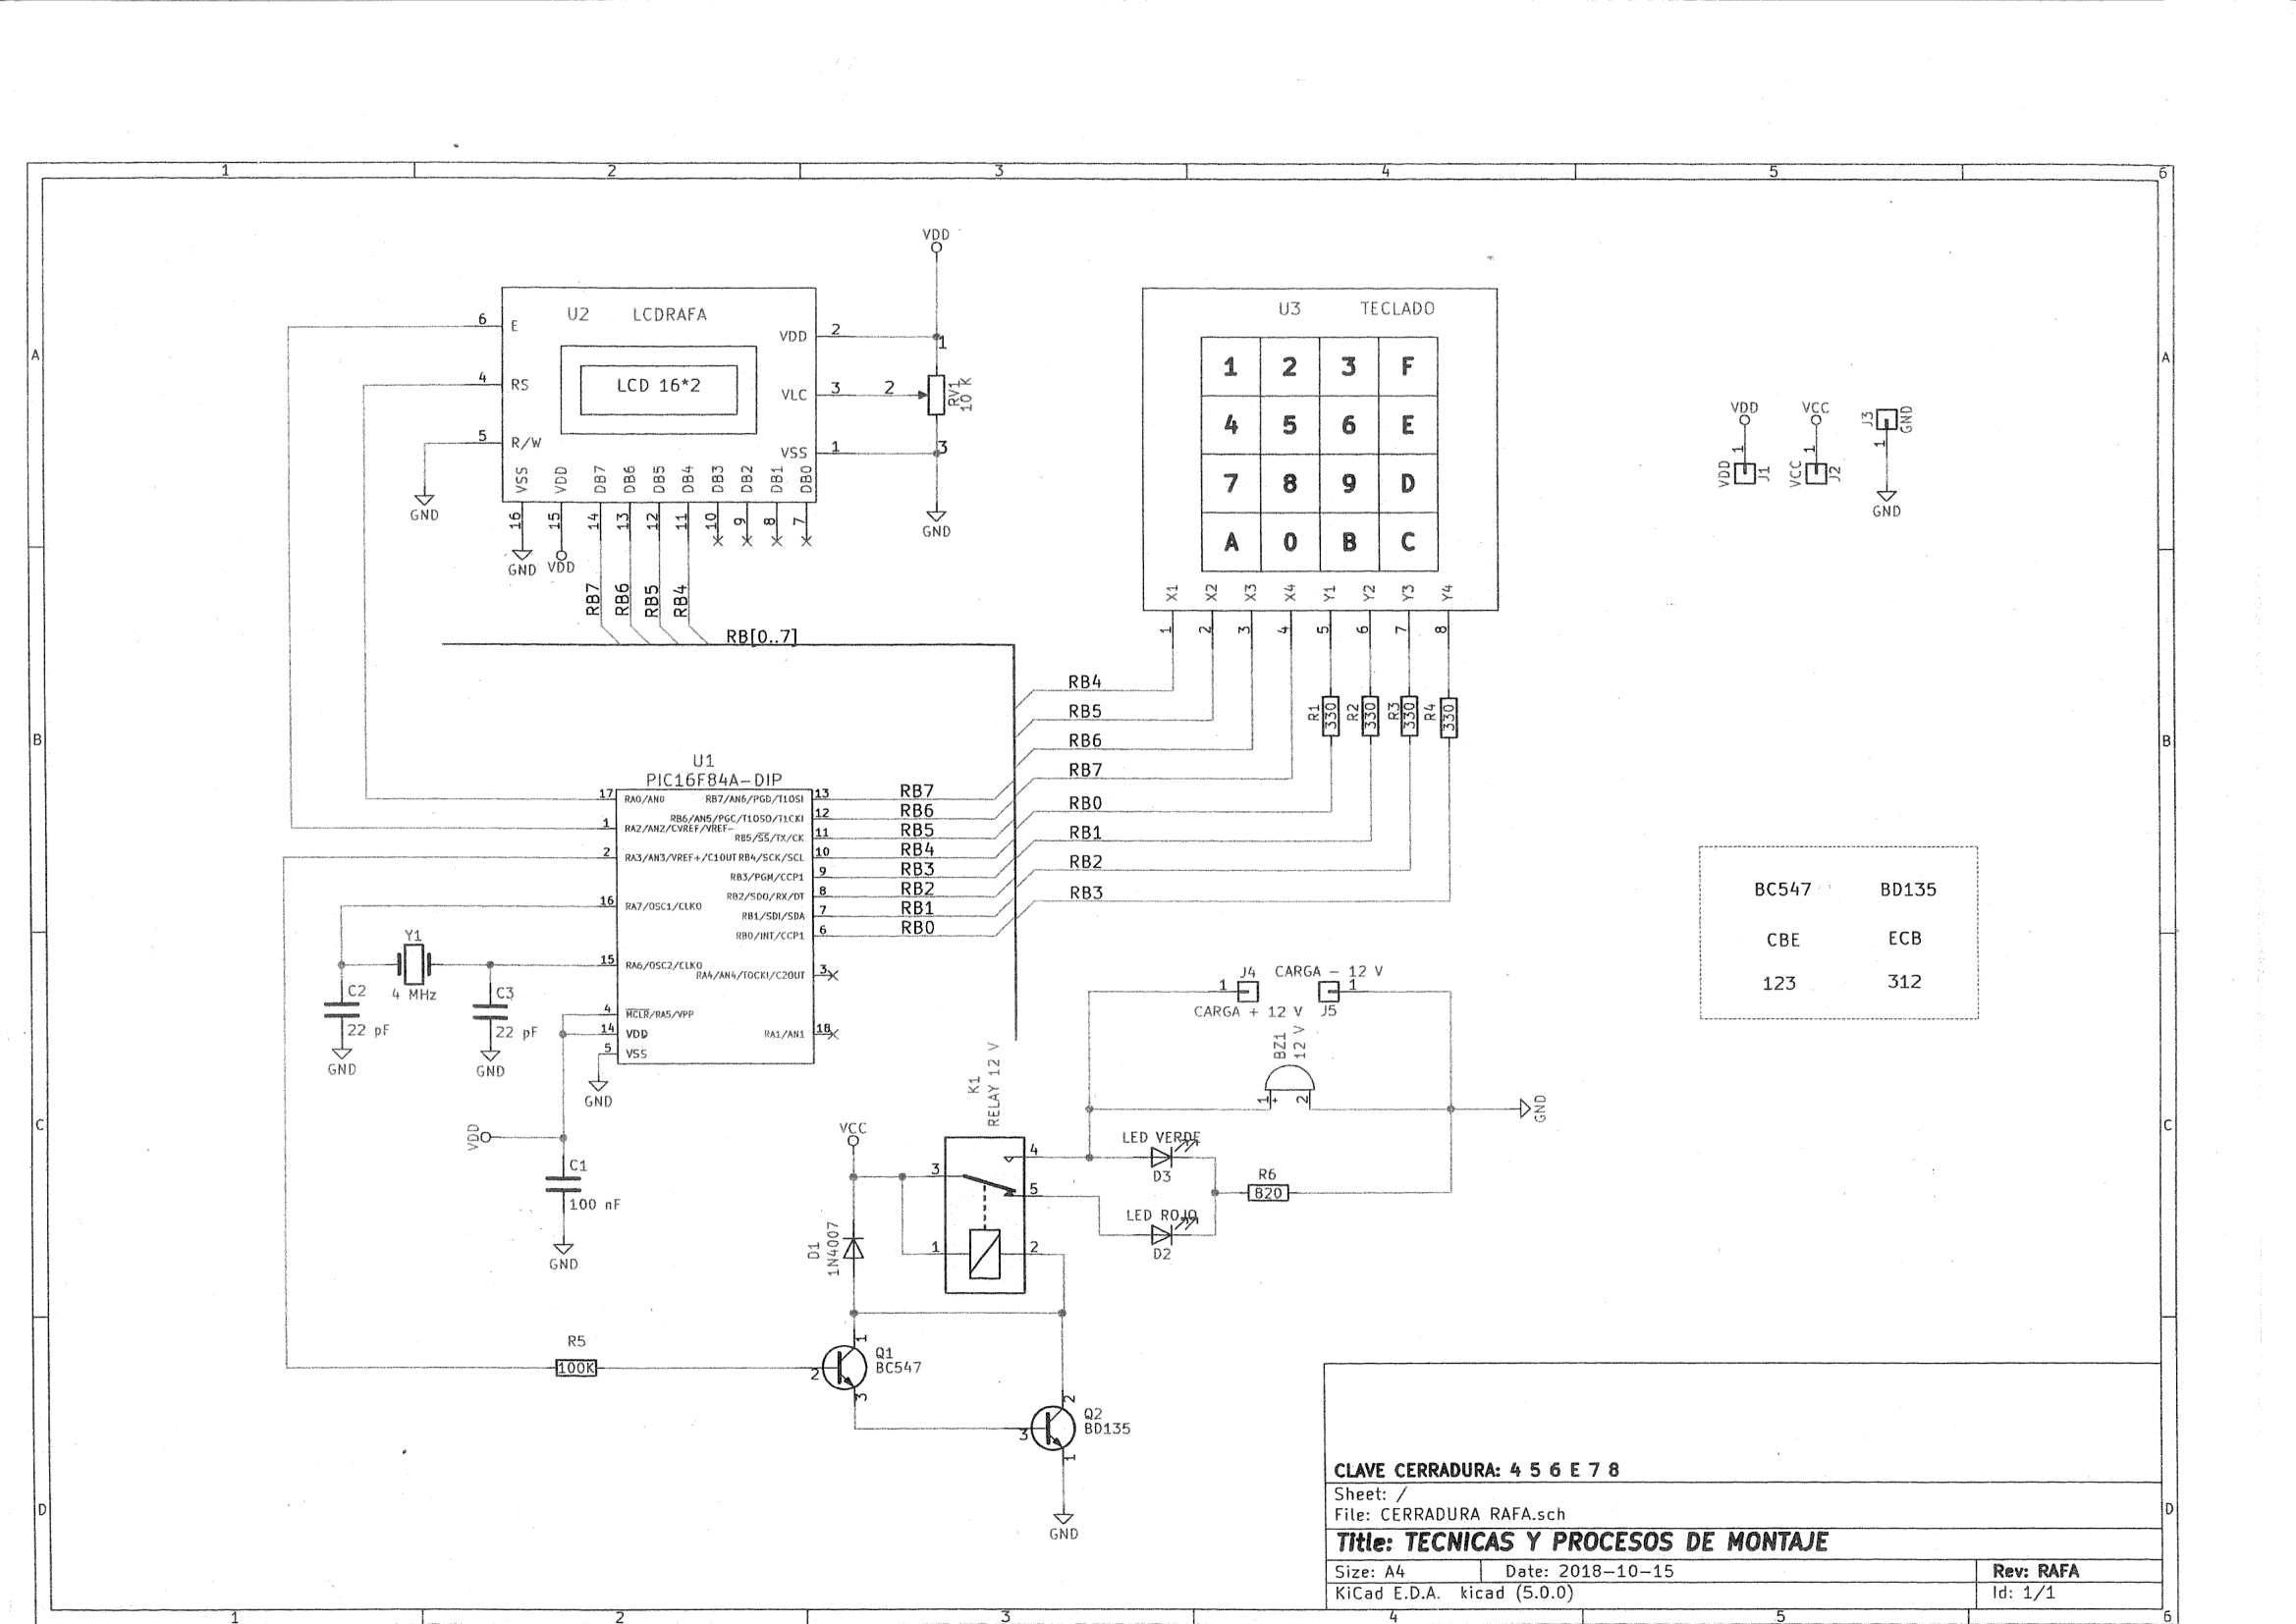 1 2 3 4 5 6
A
B
C
D
A
B
C
D
VDD
U2 LCDRAFA
LCD 16*2
6 E
4 RS
5 R/W
VDD 2
VLC 3
VSS 1
1
2
3
RV1
10 K
GND
VSS VDD DB7 DB6 DB5 DB4 DB3 DB2 DB1 DB0
16 15 14 13 12 11 10 9 8 7
GND
GND VDD
RB7 RB6 RB5 RB4
RB[0..7]
U3 TECLADO
1 2 3 F
4 5 6 E
7 8 9 D
A 0 B C
X1 X2 X3 X4 Y1 Y2 Y3 Y4
1 2 3 4 5 6 7 8
RB4
RB5
RB6
RB7
RB0
RB1
RB2
RB3
R1 330
R2 330
R3 330
R4 330
VDD VCC
1 1 1
VDD J1
VCC J2
J3 GND
GND
U1
PIC16F84A-DIP
17 RA0/AN0
1 RA2/AN2/CVREF/VREF-
2 RA3/AN3/VREF+/C1OUT
16 RA7/OSC1/CLKO
15 RA6/OSC2/CLKO
4 MCLR/RA5/VPP
14 VDD
5 VSS
RB7/AN6/PGD/T1OSI 13 RB7
RB6/AN5/PGC/T1OSO/T1CKI 12 RB6
RB5/SS/TX/CK 11 RB5
RB4/SCK/SCL 10 RB4
RB3/PGM/CCP1 9 RB3
RB2/SDO/RX/DT 8 RB2
RB1/SDI/SDA 7 RB1
RB0/INT/CCP1 6 RB0
RA4/AN4/TOCKI/C2OUT 3
RA1/AN1 18
Y1
4 MHz
C2
22 pF
GND
C3
22 pF
GND
GND
VDD
C1
100 nF
GND
BC547 BD135
CBE ECB
123 312
J4 CARGA - 12 V
1 1
CARGA + 12 V J5
BZ1
12 V
1 + 2
GND
K1
RELAY 12 V
VCC
3 4
5
1 2
LED VERDE
D3
LED ROJO
D2
R6
820
D1
1N4007
R5
100K
1
2
3
Q1
BC547
2
3
1
Q2
BD135
GND
CLAVE CERRADURA: 4 5 6 E 7 8
Sheet: /
File: CERRADURA RAFA.sch
Title: TECNICAS Y PROCESOS DE MONTAJE
Size: A4 Date: 2018-10-15 Rev: RAFA
KiCad E.D.A. kicad (5.0.0) Id: 1/1
1 2 3 4 5 6